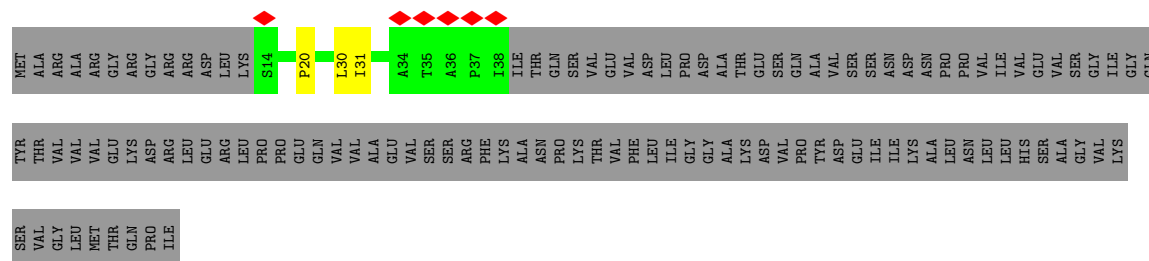 MET ALA ARG ALA ARG GLY ARG GLY ARG ARG ASP LEU LYS S14 P20 L30 I31 A34 T35 A36 P37 I38 ILE THR GLN SER VAL GLU VAL ASP LEU PRO ASP ALA THR GLU SER GLN ALA VAL SER SER ASN ASP ASN PRO PRO VAL ILE VAL GLU VAL SER GLY ILE GLY GLN
TYR THR VAL VAL VAL GLU LYS ASP ARG LEU GLU ARG LEU PRO PRO GLU GLN VAL VAL ALA GLU VAL SER SER ARG PHE LYS ALA ASN PRO LYS THR VAL PHE LEU ILE GLY GLY ALA LYS ASP VAL PRO TYR ASP GLU ILE ILE LYS ALA LEU ASN LEU LEU HIS SER ALA GLY VAL LYS
SER VAL GLY LEU MET THR GLN PRO ILE